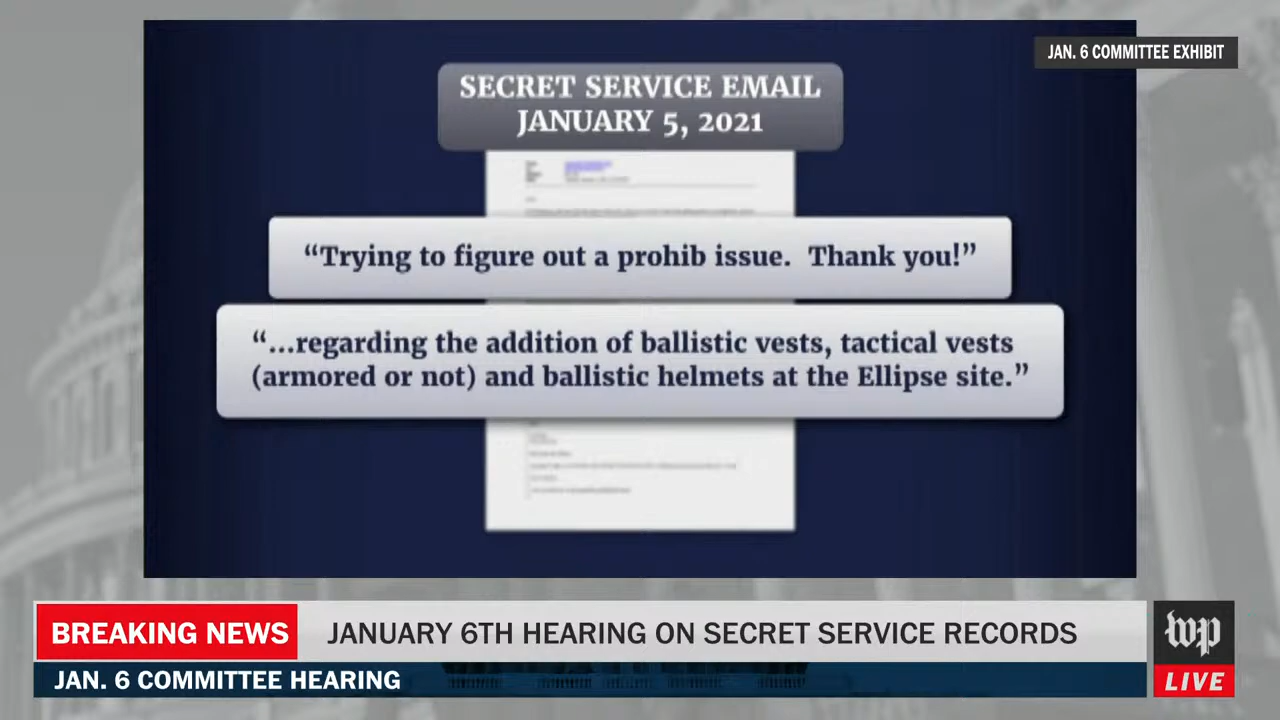 JAN. 6 COMMITTEE EXHIBIT
SECRET SERVICE EMAIL
JANUARY 5, 2021
“Trying to figure out a prohib issue.  Thank you!”
“...regarding the addition of ballistic vests, tactical vests
(armored or not) and ballistic helmets at the Ellipse site.”
BREAKING NEWS
JANUARY 6TH HEARING ON SECRET SERVICE RECORDS
JAN. 6 COMMITTEE HEARING
wp
LIVE